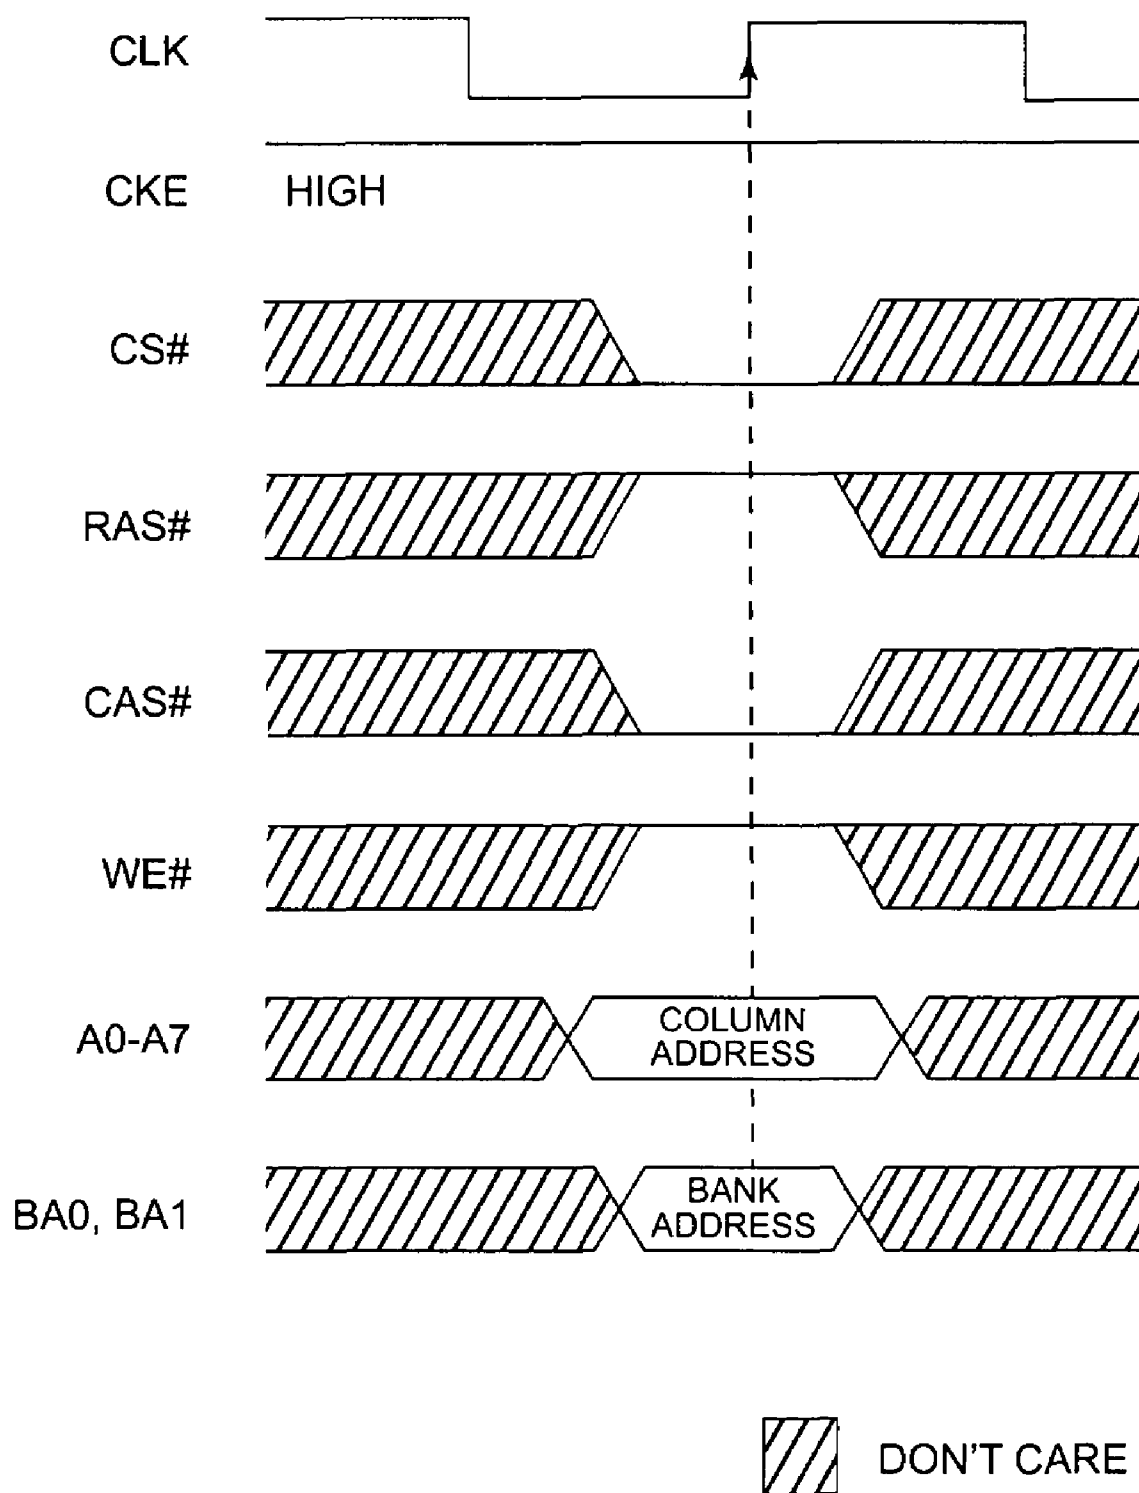 CLK
CKE HIGH
CS#
RAS#
CAS#
WE#
A0-A7
COLUMN
ADDRESS
BA0, BA1
BANK
ADDRESS
DON'T CARE